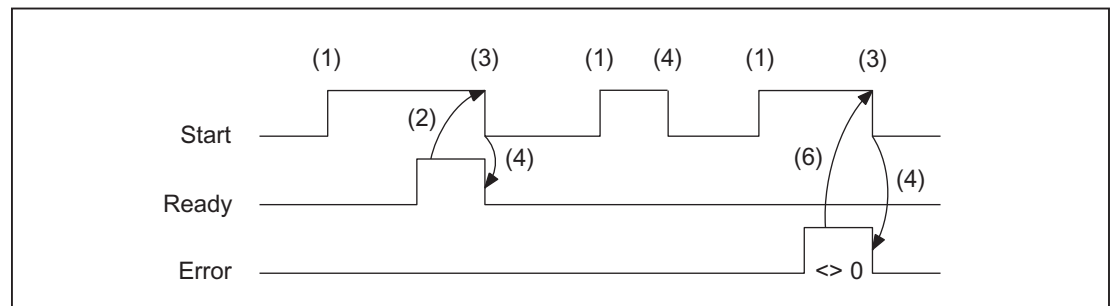 (1) (3) (1) (4) (1) (3)
Start
(2)
(4)
(6)
(4)
Ready
Error
<> 0